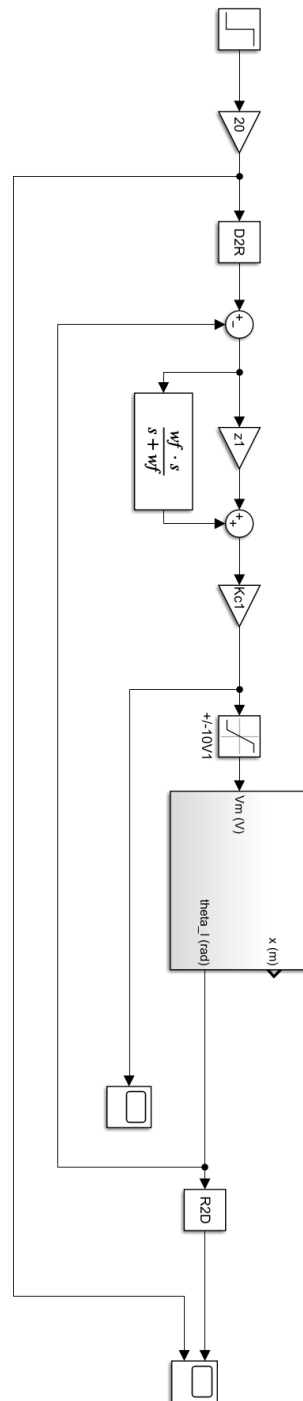 20
D2R
+
−
z1
wf · s
s + wf
+
+
Kc1
+/-10V1
Vm (V)
theta_l (rad)
x (m)
R2D